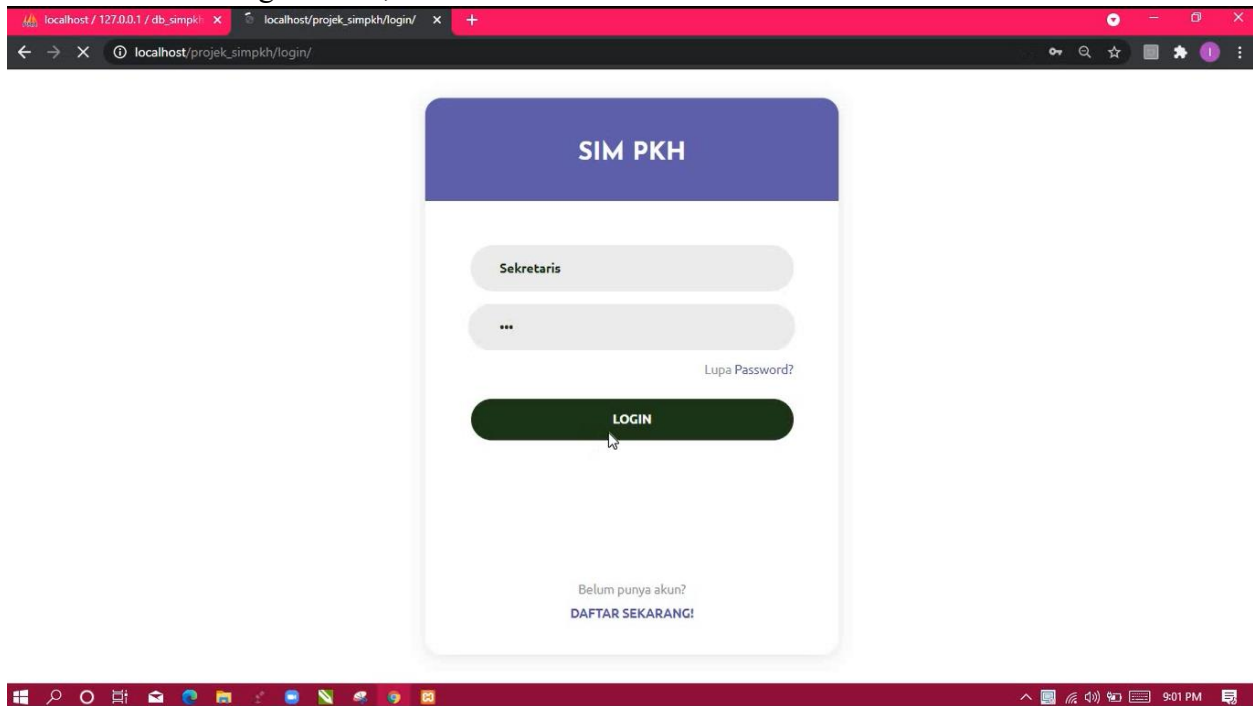 localhost / 127.0.0.1 / db_simpkh
localhost/projek_simpkh/login/
localhost/projek_simpkh/login/
SIM PKH
Sekretaris
•••
Lupa Password?
LOGIN
Belum punya akun?
DAFTAR SEKARANG!
9:01 PM